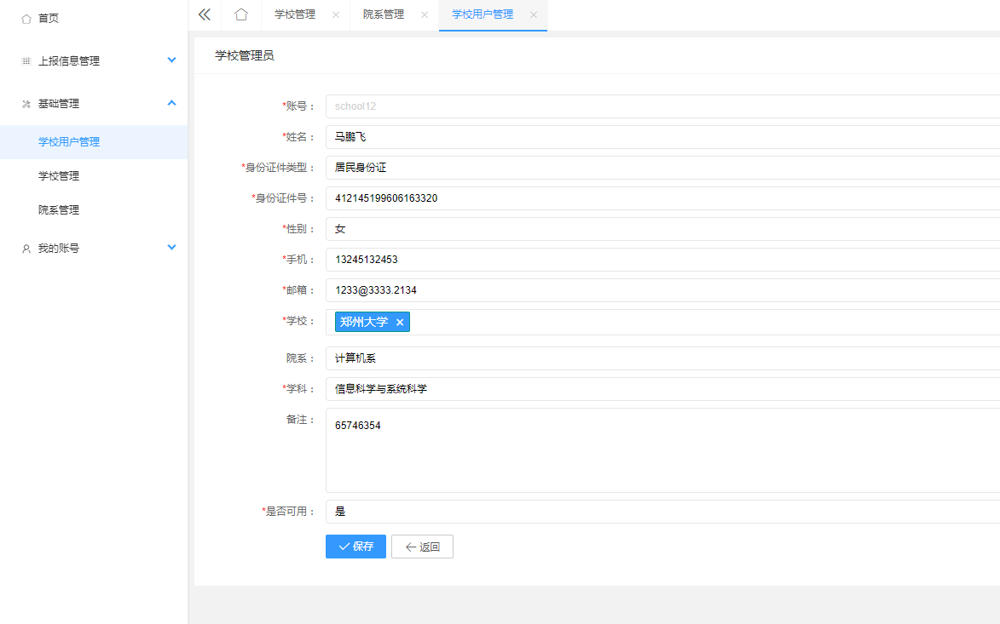 首页
上报信息管理
基础管理
学校用户管理
学校管理
院系管理
我的账号
学校管理
院系管理
学校用户管理
学校管理员
*账号： school12
*姓名： 马鹏飞
*身份证件类型： 居民身份证
*身份证件号： 412145199606163320
*性别： 女
*手机： 13245132453
*邮箱： 1233@3333.2134
*学校： 郑州大学
院系： 计算机系
*学科： 信息科学与系统科学
备注： 65746354
*是否可用： 是
保存
返回